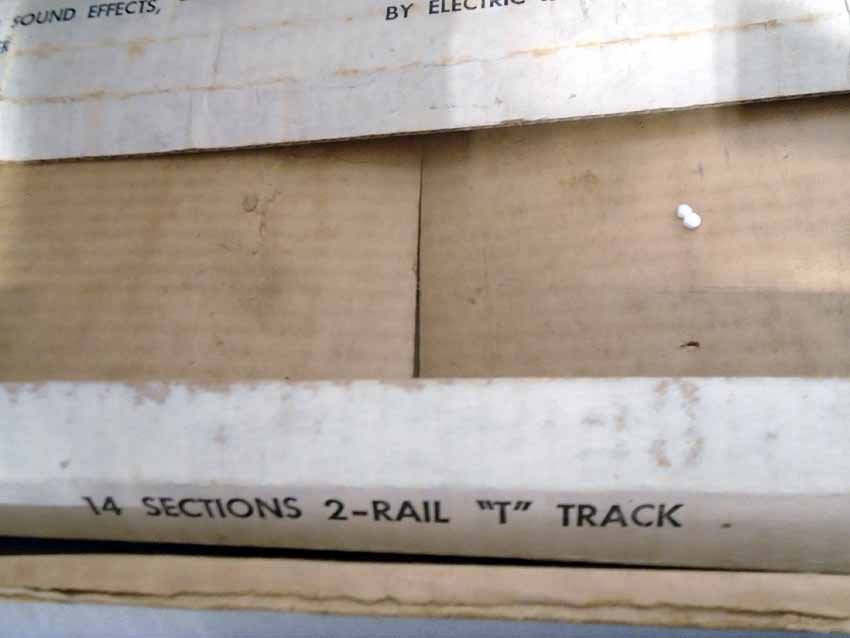 SOUND EFFECTS,
BY ELECTRIC
14 SECTIONS 2-RAIL "T" TRACK